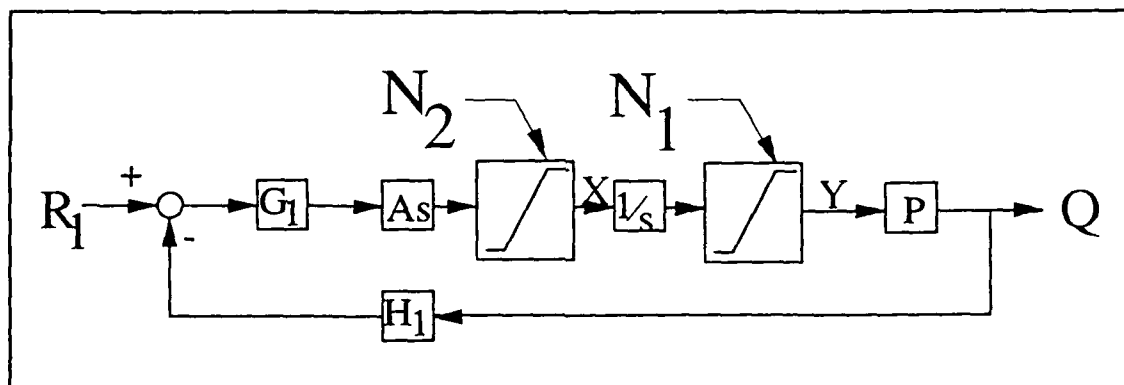 N2
N1
R1
+
-
G1
As
X
1/s
Y
P
Q
H1